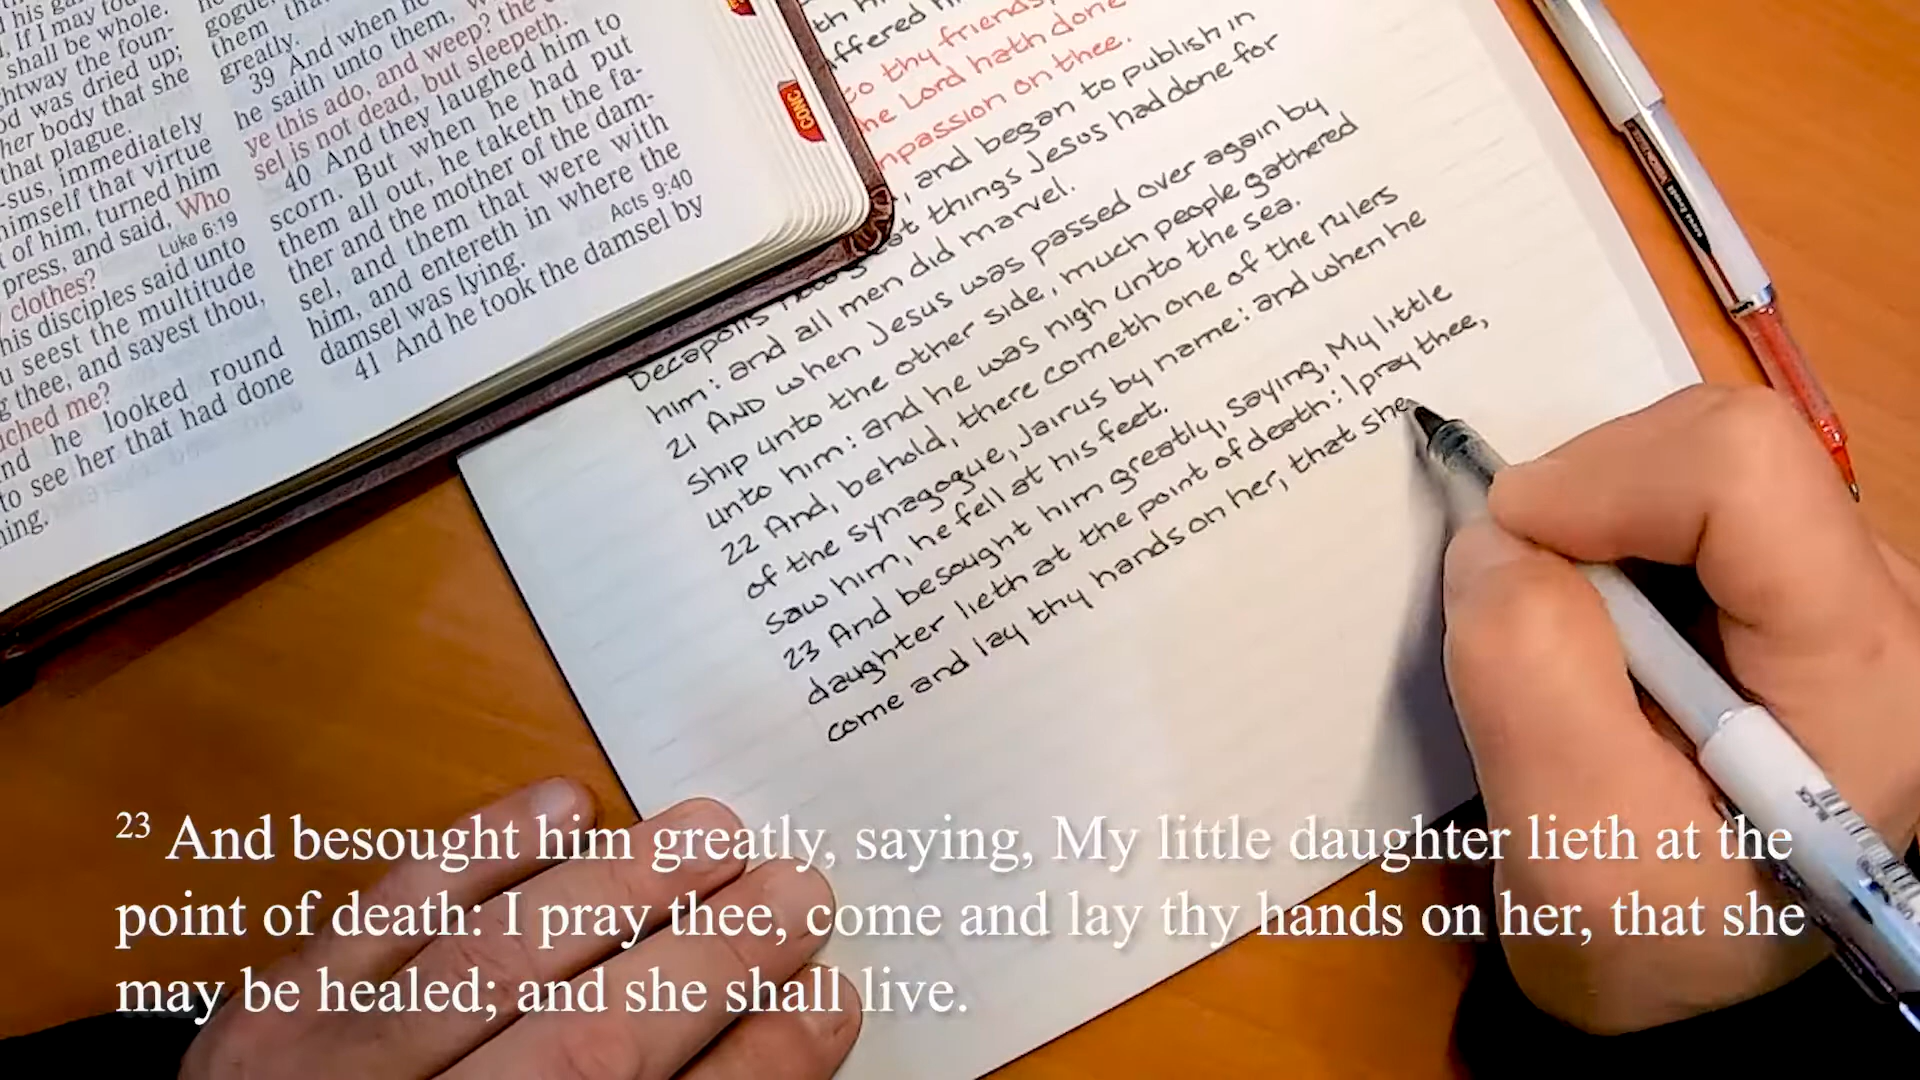 his
If I may
shall be whole.
the foun-
was dried up;
her body that she
that plague.
immediately
himself that virtue
of him, turned him
press, and said, Who
clothes?
Luke 6:19
his disciples said unto
seest the multitude
thee, and sayest thou,
me?
he looked round
to see her that had done
them
greatly.
39 And when he
he saith unto them,
ye this ado, and weep? the
sel is not dead, but sleepeth.
40 And they laughed him to
scorn. But when he had put
them all out, he taketh the fa-
ther and the mother of the dam-
sel, and them that were with
him, and entereth in where the
damsel was lying.
Acts 9:40
41 And he took the damsel by
CONC
to thy friends,
the Lord hath done
on thee.
and began to publish in
things Jesus had done for
him: and all men did marvel.
21 AND when Jesus was passed over again by
ship unto the other side, much people gathered
unto him: and he was nigh unto the sea.
22 And, behold, there cometh one of the rulers
of the synagogue, Jairus by name: and when he
saw him, he fell at his feet.
23 And besought him greatly, saying, My little
daughter lieth at the point of death: I pray thee,
come and lay thy hands on her, that she
23 And besought him greatly, saying, My little daughter lieth at the
point of death: I pray thee, come and lay thy hands on her, that she
may be healed; and she shall live.